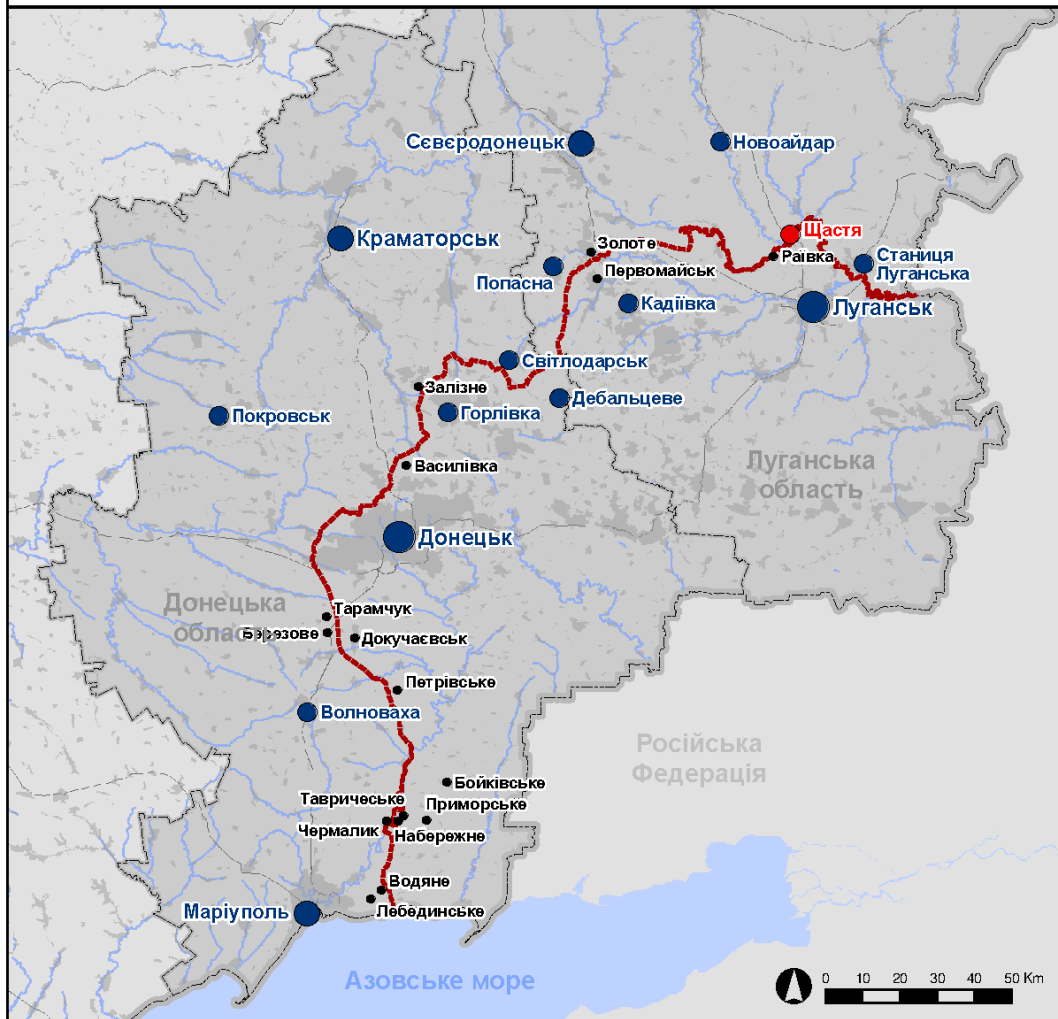 Сєвєродонецьк
Новоайдар
Щастя
Краматорськ
Золоте
Раївка
Станиця
Луганська
Попасна
Первомайськ
Кадіївка
Луганськ
Світлодарськ
Залізне
Дебальцеве
Покровськ
Горлівка
Василівка
Луганська
область
Донецьк
Донецька
область
Тарамчук
Березове
Докучаєвськ
Петрівське
Волноваха
Російська
Федерація
Бойківське
Тавричеське
Приморське
Чермалик
Набережне
Водяне
Лебединське
Маріуполь
Азовське море
0 10 20 30 40 50 Km